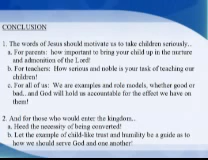 CONCLUSION
1. The words of Jesus should motivate us to take children seriously...
a. For parents: how important to bring your child up in the nurture
and admonition of the Lord!
b. For teachers: How serious and noble is your task of teaching our
children!
c. For all of us: We are examples and role models, whether good or
bad.. and God will hold us accountable for the effect we have on
them!
2. And for those who would enter the kingdom..
a. Heed the necessity of being converted!
b. Let the example of child-like trust and humility be a guide as to
how we should serve God and one another!